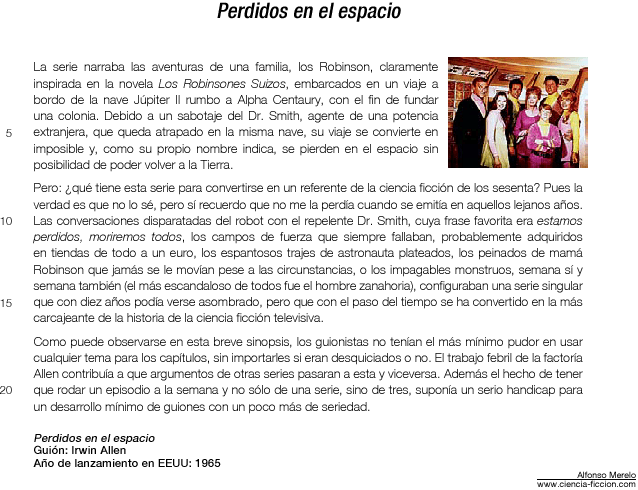 Perdidos en el espacio
La serie narraba las aventuras de una familia, los Robinson, claramente
inspirada en la novela Los Robinsones Suizos, embarcados en un viaje a
bordo de la nave Júpiter II rumbo a Alpha Centaury, con el fin de fundar
una colonia. Debido a un sabotaje del Dr. Smith, agente de una potencia
5 extranjera, que queda atrapado en la misma nave, su viaje se convierte en
imposible y, como su propio nombre indica, se pierden en el espacio sin
posibilidad de poder volver a la Tierra.
Pero: ¿qué tiene esta serie para convertirse en un referente de la ciencia ficción de los sesenta? Pues la
verdad es que no lo sé, pero sí recuerdo que no me la perdía cuando se emitía en aquellos lejanos años.
10 Las conversaciones disparatadas del robot con el repelente Dr. Smith, cuya frase favorita era estamos
perdidos, moriremos todos, los campos de fuerza que siempre fallaban, probablemente adquiridos
en tiendas de todo a un euro, los espantosos trajes de astronauta plateados, los peinados de mamá
Robinson que jamás se le movían pese a las circunstancias, o los impagables monstruos, semana sí y
semana también (el más escandaloso de todos fue el hombre zanahoria), configuraban una serie singular
15 que con diez años podía verse asombrado, pero que con el paso del tiempo se ha convertido en la más
carcajeante de la historia de la ciencia ficción televisiva.
Como puede observarse en esta breve sinopsis, los guionistas no tenían el más mínimo pudor en usar
cualquier tema para los capítulos, sin importarles si eran desquiciados o no. El trabajo febril de la factoría
Allen contribuía a que argumentos de otras series pasaran a esta y viceversa. Además el hecho de tener
20 que rodar un episodio a la semana y no sólo de una serie, sino de tres, suponía un serio handicap para
un desarrollo mínimo de guiones con un poco más de seriedad.
Perdidos en el espacio
Guión: Irwin Allen
Año de lanzamiento en EEUU: 1965
Alfonso Merelo
www.ciencia-ficcion.com